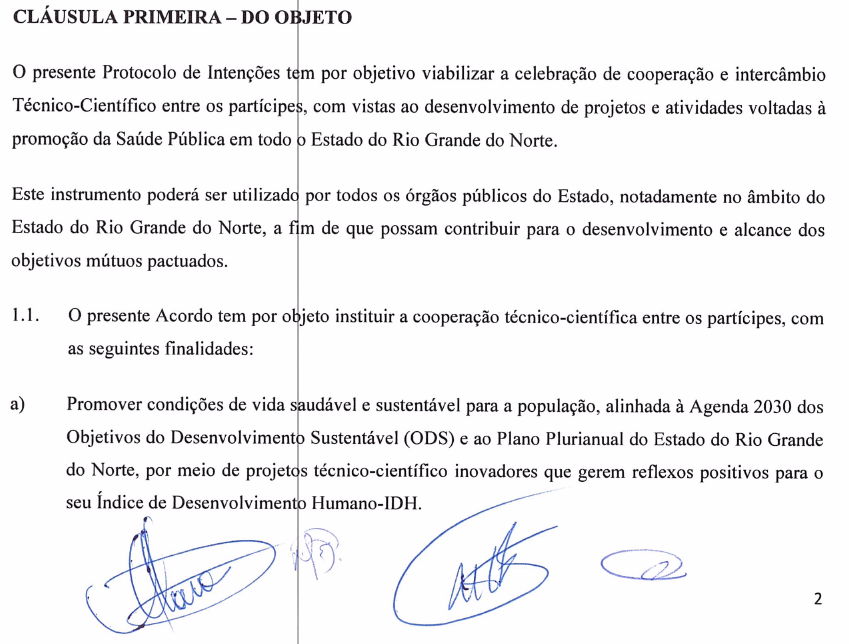 CLÁUSULA PRIMEIRA – DO OBJETO
O presente Protocolo de Intenções tem por objetivo viabilizar a celebração de cooperação e intercâmbio
Técnico-Científico entre os partícipes, com vistas ao desenvolvimento de projetos e atividades voltadas à
promoção da Saúde Pública em todo o Estado do Rio Grande do Norte.
Este instrumento poderá ser utilizado por todos os órgãos públicos do Estado, notadamente no âmbito do
Estado do Rio Grande do Norte, a fim de que possam contribuir para o desenvolvimento e alcance dos
objetivos mútuos pactuados.
1.1. O presente Acordo tem por objeto instituir a cooperação técnico-científica entre os partícipes, com
as seguintes finalidades:
a) Promover condições de vida saudável e sustentável para a população, alinhada à Agenda 2030 dos
Objetivos do Desenvolvimento Sustentável (ODS) e ao Plano Plurianual do Estado do Rio Grande
do Norte, por meio de projetos técnico-científico inovadores que gerem reflexos positivos para o
seu Índice de Desenvolvimento Humano-IDH.
2